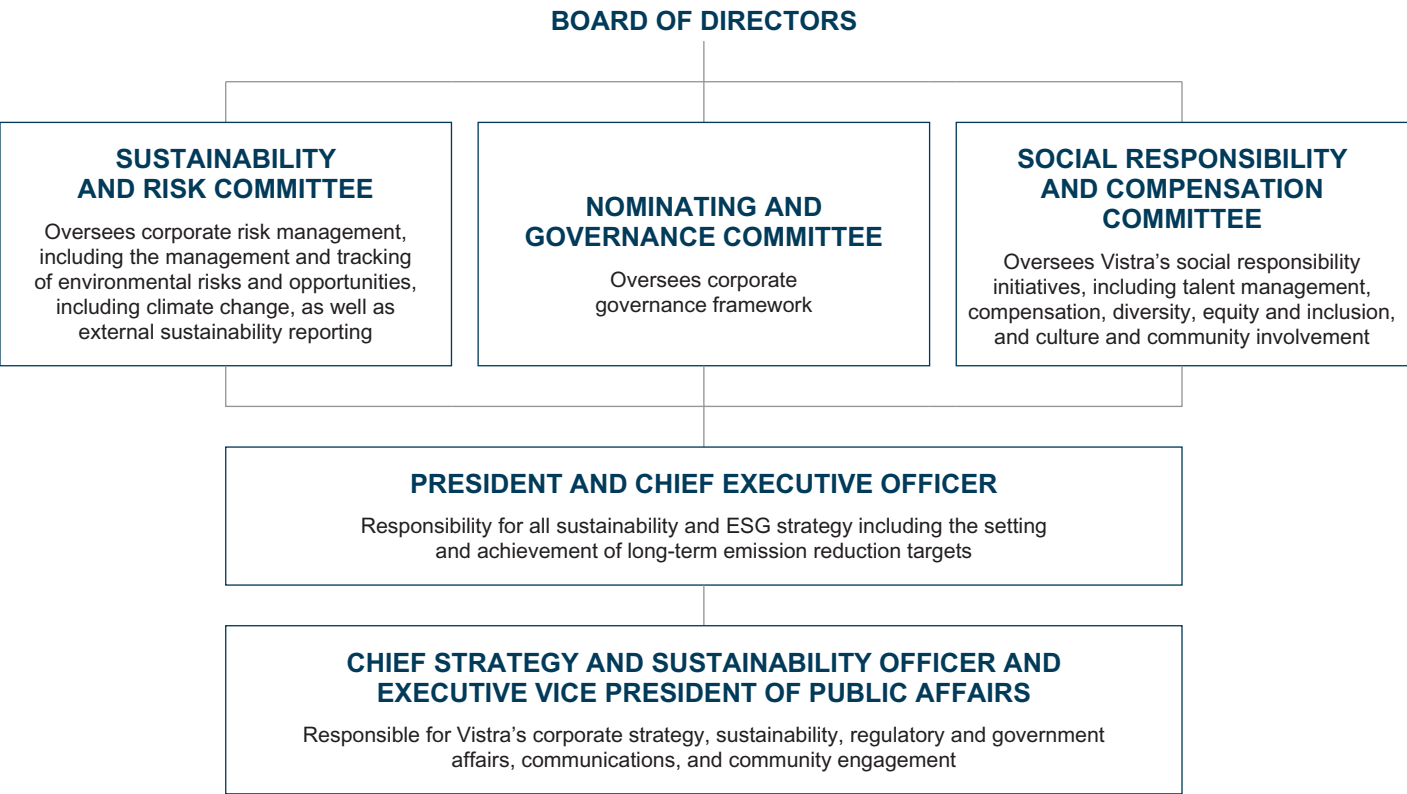 BOARD OF DIRECTORS
SUSTAINABILITY
AND RISK COMMITTEE
Oversees corporate risk management,
including the management and tracking
of environmental risks and opportunities,
including climate change, as well as
external sustainability reporting
NOMINATING AND
GOVERNANCE COMMITTEE
Oversees corporate
governance framework
SOCIAL RESPONSIBILITY
AND COMPENSATION
COMMITTEE
Oversees Vistra’s social responsibility
initiatives, including talent management,
compensation, diversity, equity and inclusion,
and culture and community involvement
PRESIDENT AND CHIEF EXECUTIVE OFFICER
Responsibility for all sustainability and ESG strategy including the setting
and achievement of long-term emission reduction targets
CHIEF STRATEGY AND SUSTAINABILITY OFFICER AND
EXECUTIVE VICE PRESIDENT OF PUBLIC AFFAIRS
Responsible for Vistra’s corporate strategy, sustainability, regulatory and government
affairs, communications, and community engagement